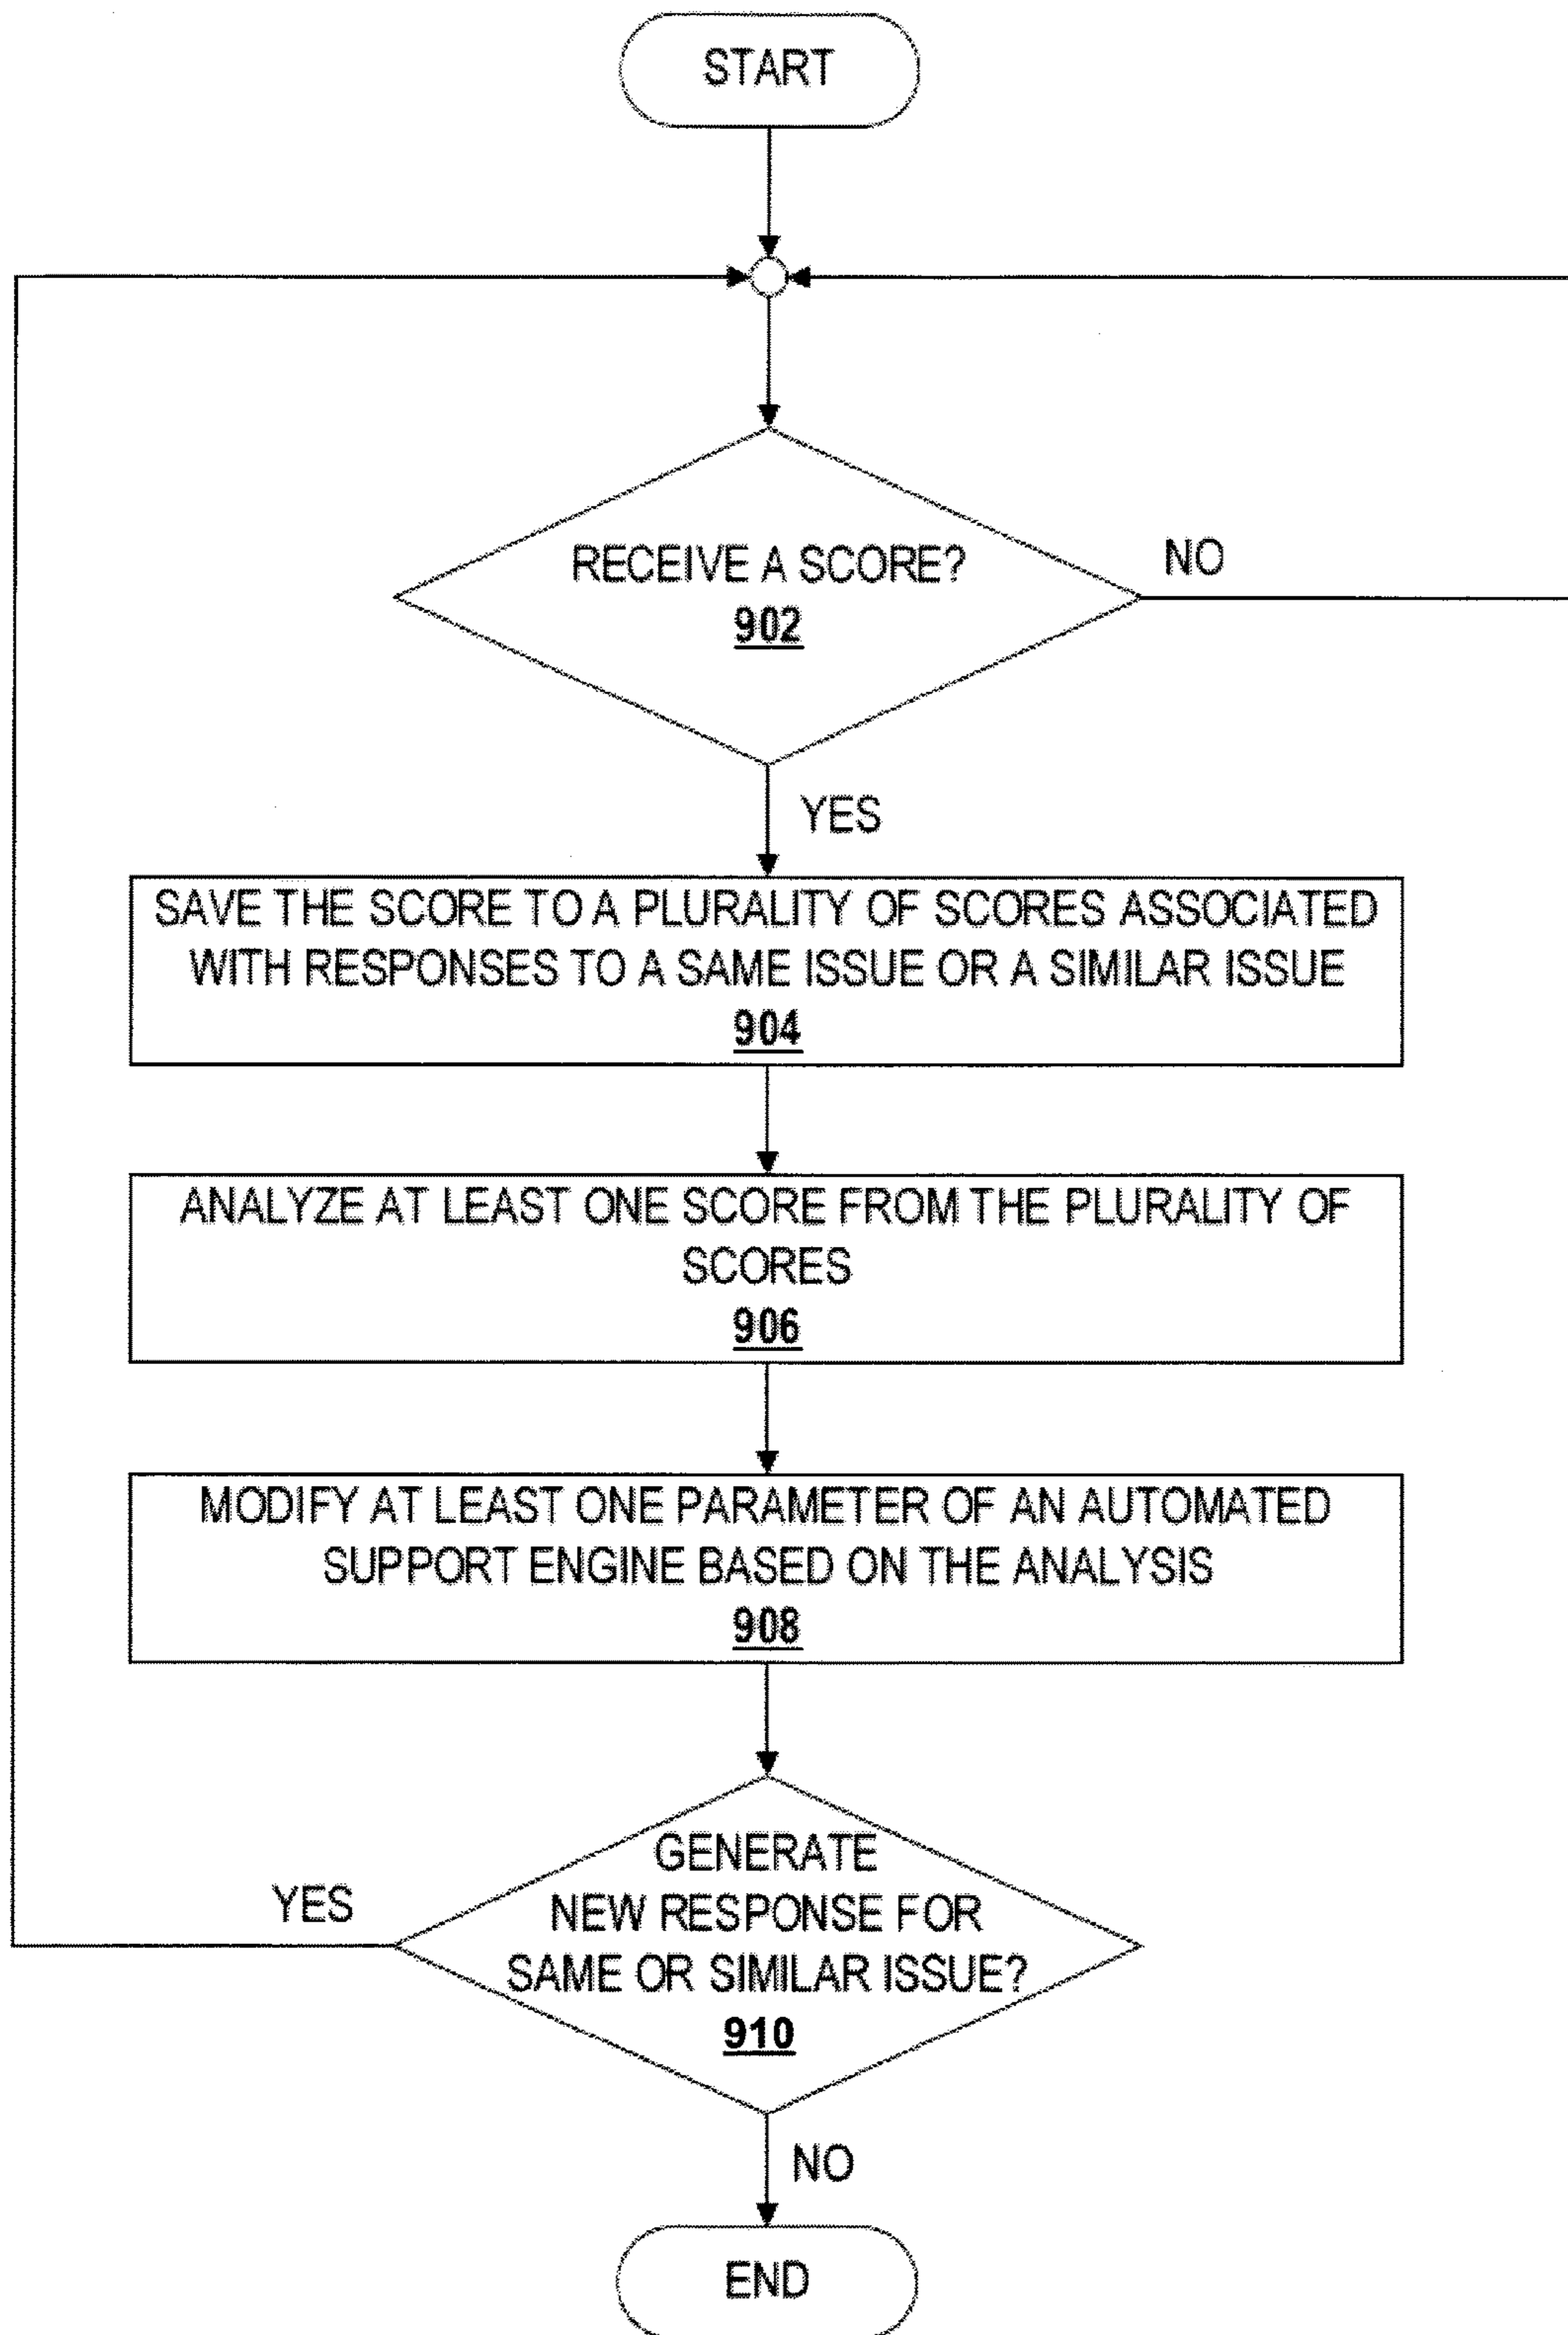 START
RECEIVE A SCORE?
902
NO
YES
SAVE THE SCORE TO A PLURALITY OF SCORES ASSOCIATED
WITH RESPONSES TO A SAME ISSUE OR A SIMILAR ISSUE
904
ANALYZE AT LEAST ONE SCORE FROM THE PLURALITY OF
SCORES
906
MODIFY AT LEAST ONE PARAMETER OF AN AUTOMATED
SUPPORT ENGINE BASED ON THE ANALYSIS
908
GENERATE
NEW RESPONSE FOR
SAME OR SIMILAR ISSUE?
910
YES
NO
END